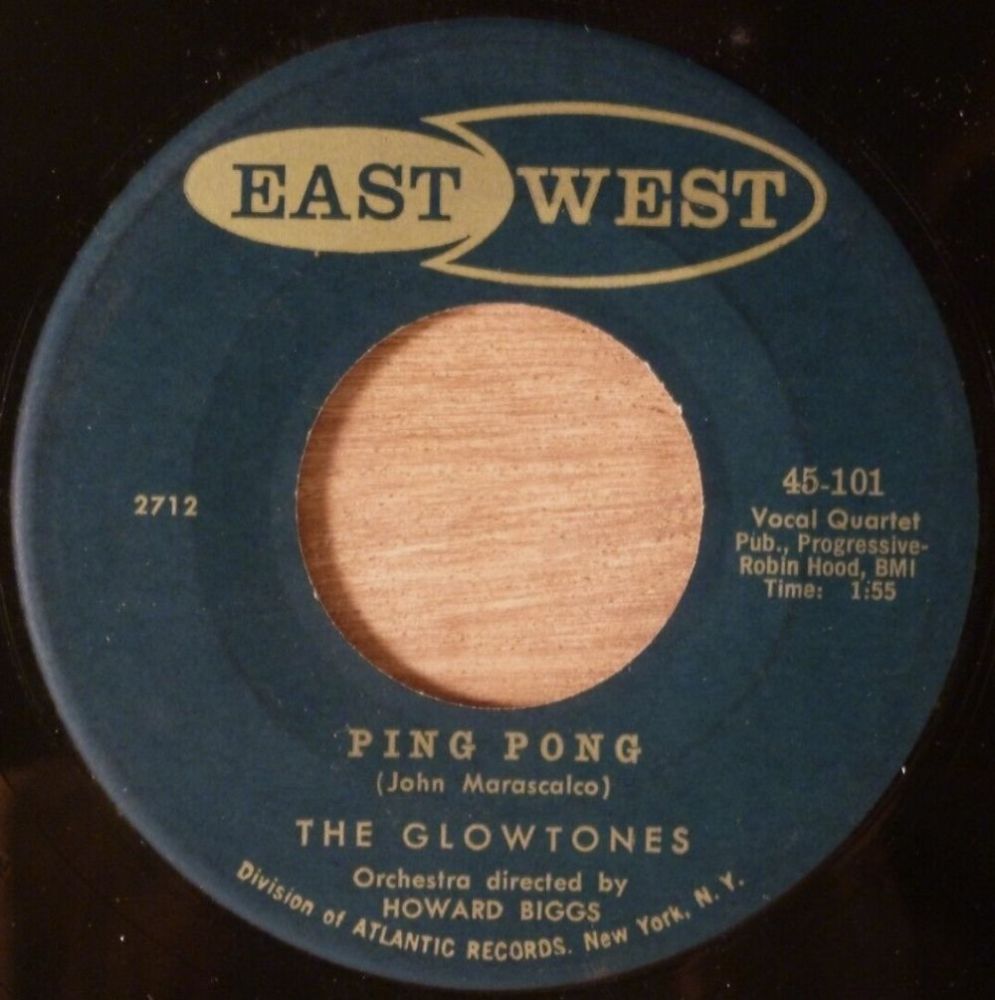 EAST WEST
2712
45-101
Vocal Quartet
Pub., Progressive-
Robin Hood, BMI
Time: 1:55
PING PONG
(John Marascalco)
THE GLOWTONES
Orchestra directed by
HOWARD BIGGS
Division of ATLANTIC RECORDS. New York, N. Y.